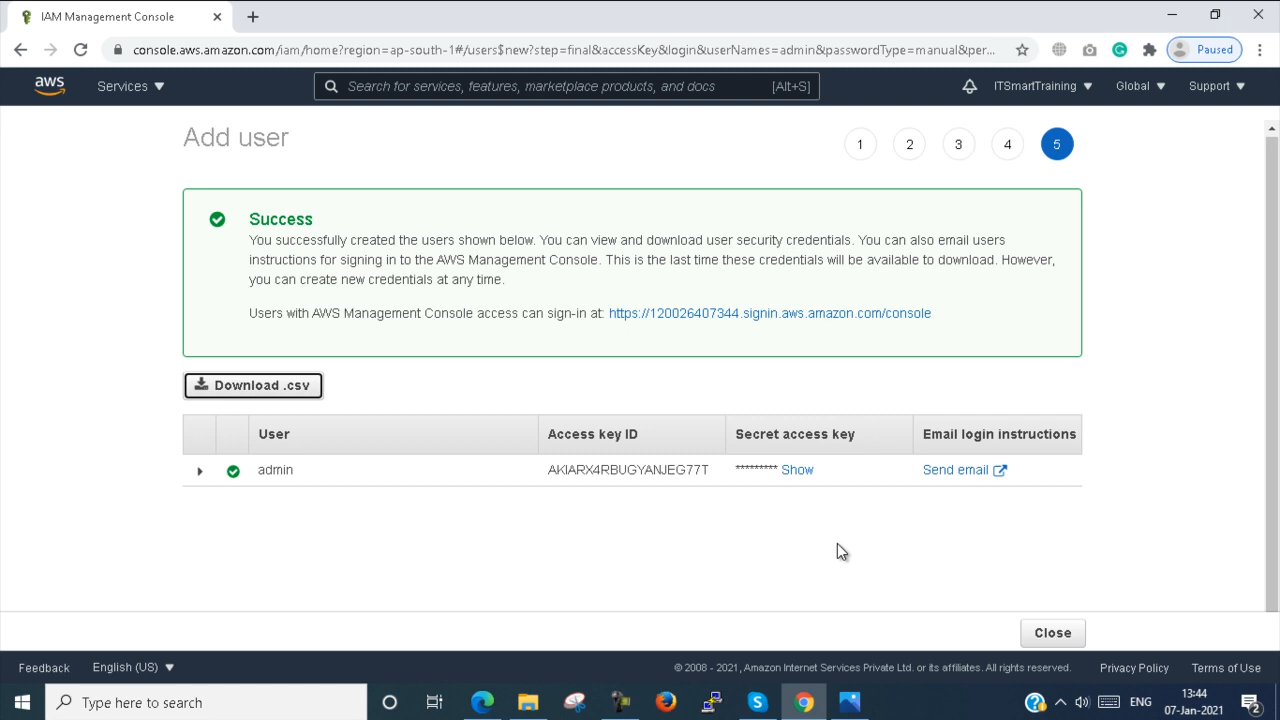 IAM Management Console
console.aws.amazon.com/iam/home?region=ap-south-1#/users$new?step=final&accessKey&login&userNames=admin&passwordType=manual&per...
Paused
aws
Services
Search for services, features, marketplace products, and docs
[Alt+S]
ITSmartTraining
Global
Support
Add user
1
2
3
4
5
Success
You successfully created the users shown below. You can view and download user security credentials. You can also email users
instructions for signing in to the AWS Management Console. This is the last time these credentials will be available to download. However,
you can create new credentials at any time.
Users with AWS Management Console access can sign-in at: https://120026407344.signin.aws.amazon.com/console
Download .csv
User
Access key ID
Secret access key
Email login instructions
admin
AKIARX4RBUGYANJEG77T
********* Show
Send email
Close
Feedback
English (US)
© 2008 - 2021, Amazon Internet Services Private Ltd. or its affiliates. All rights reserved.
Privacy Policy
Terms of Use
Type here to search
ENG
13:44
07-Jan-2021
2